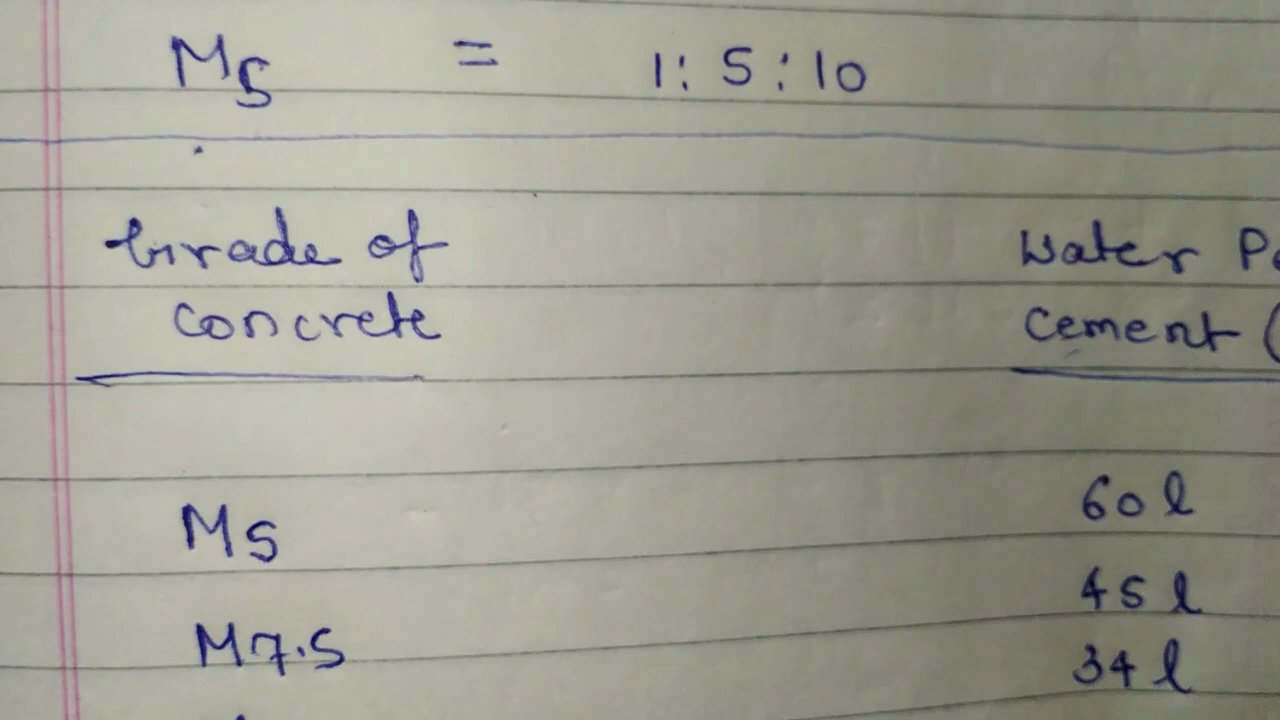 M5 = 1:5:10
Grade of Water
concrete cement (
M5 60 l
45 l
M7.5 34 l